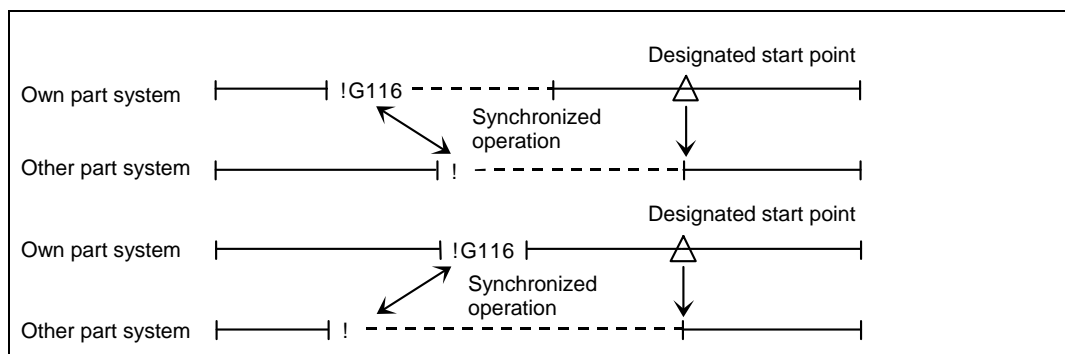 Designated start point
Own part system !G116
Synchronized
operation
Other part system !
Designated start point
Own part system !G116
Synchronized
operation
Other part system !